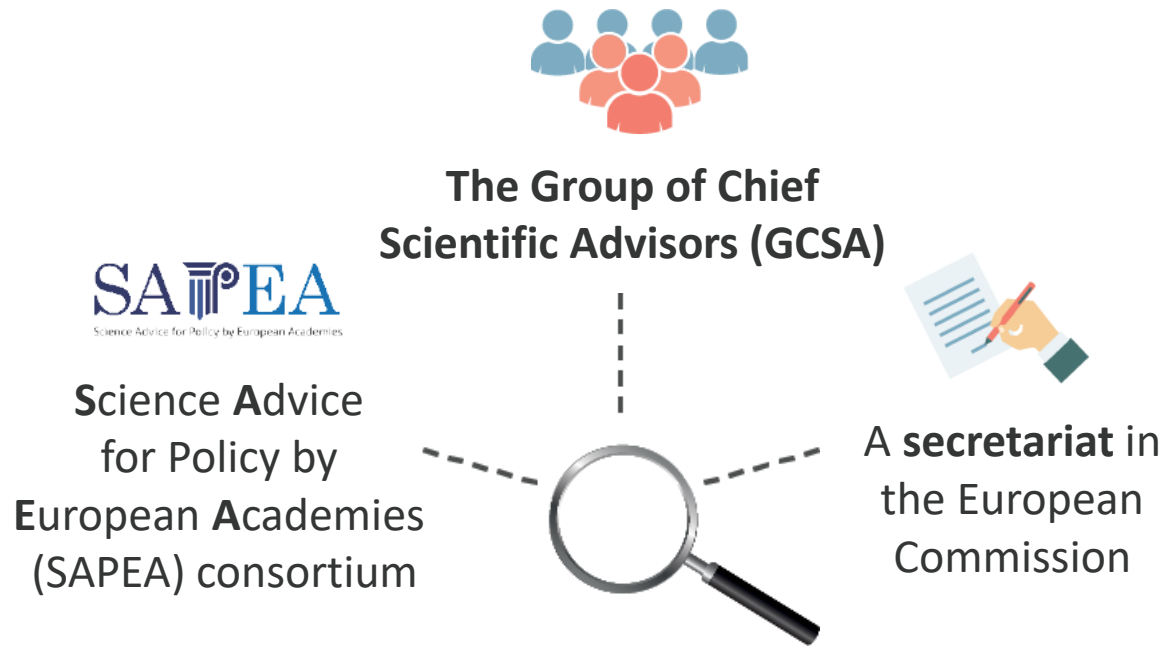 The Group of Chief
Scientific Advisors (GCSA)
SAPEA
Science Advice for Policy by European Academies
Science Advice
for Policy by
European Academies
(SAPEA) consortium
A secretariat in
the European
Commission